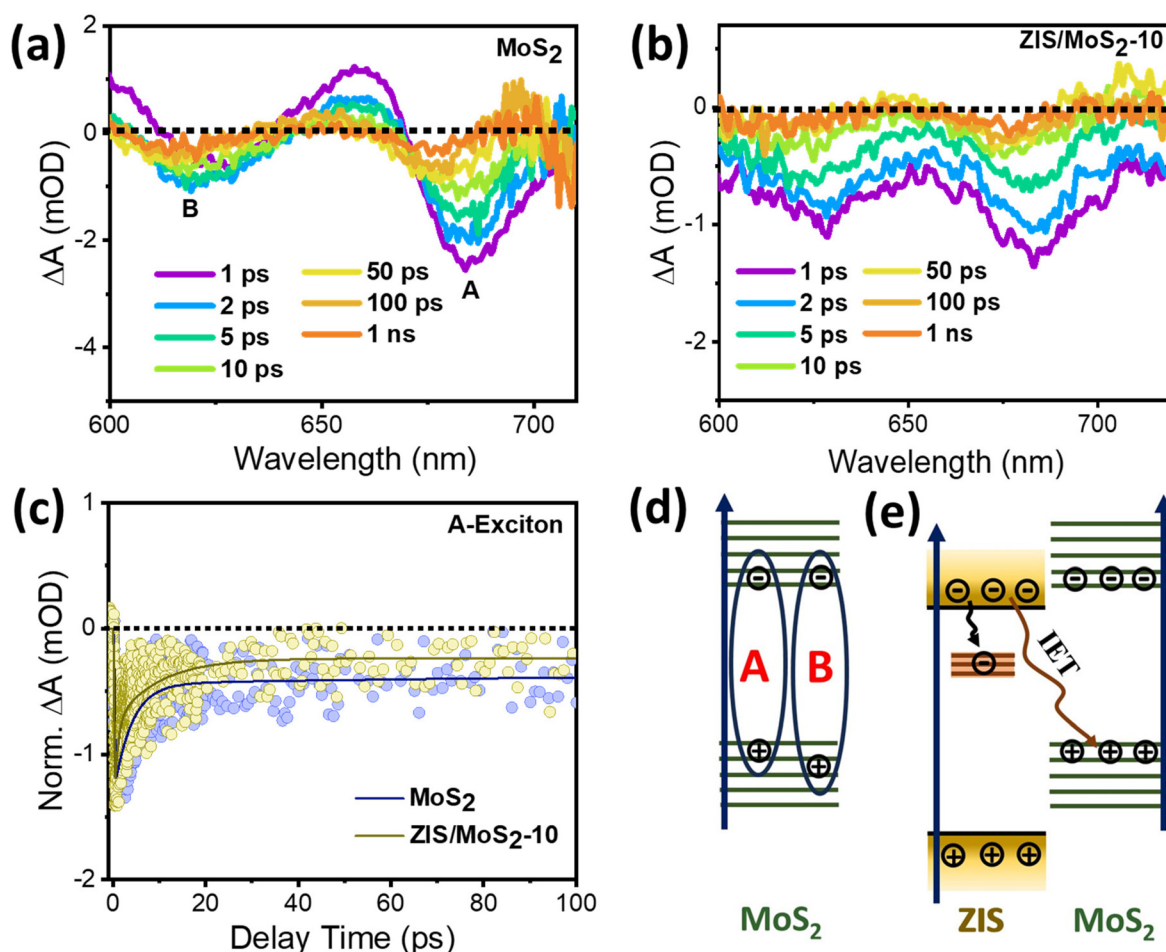 (a)
MoS2
ΔA (mOD)
2
0
-2
-4
B
A
1 ps
2 ps
5 ps
10 ps
50 ps
100 ps
1 ns
600
650
700
Wavelength (nm)
(b)
ZIS/MoS2-10
ΔA (mOD)
0
-1
-2
1 ps
2 ps
5 ps
10 ps
50 ps
100 ps
1 ns
600
650
700
Wavelength (nm)
(c)
A-Exciton
Norm. ΔA (mOD)
1
0
-1
-2
MoS2
ZIS/MoS2-10
0
20
40
60
80
100
Delay Time (ps)
(d)
A
B
MoS2
(e)
IET
ZIS
MoS2